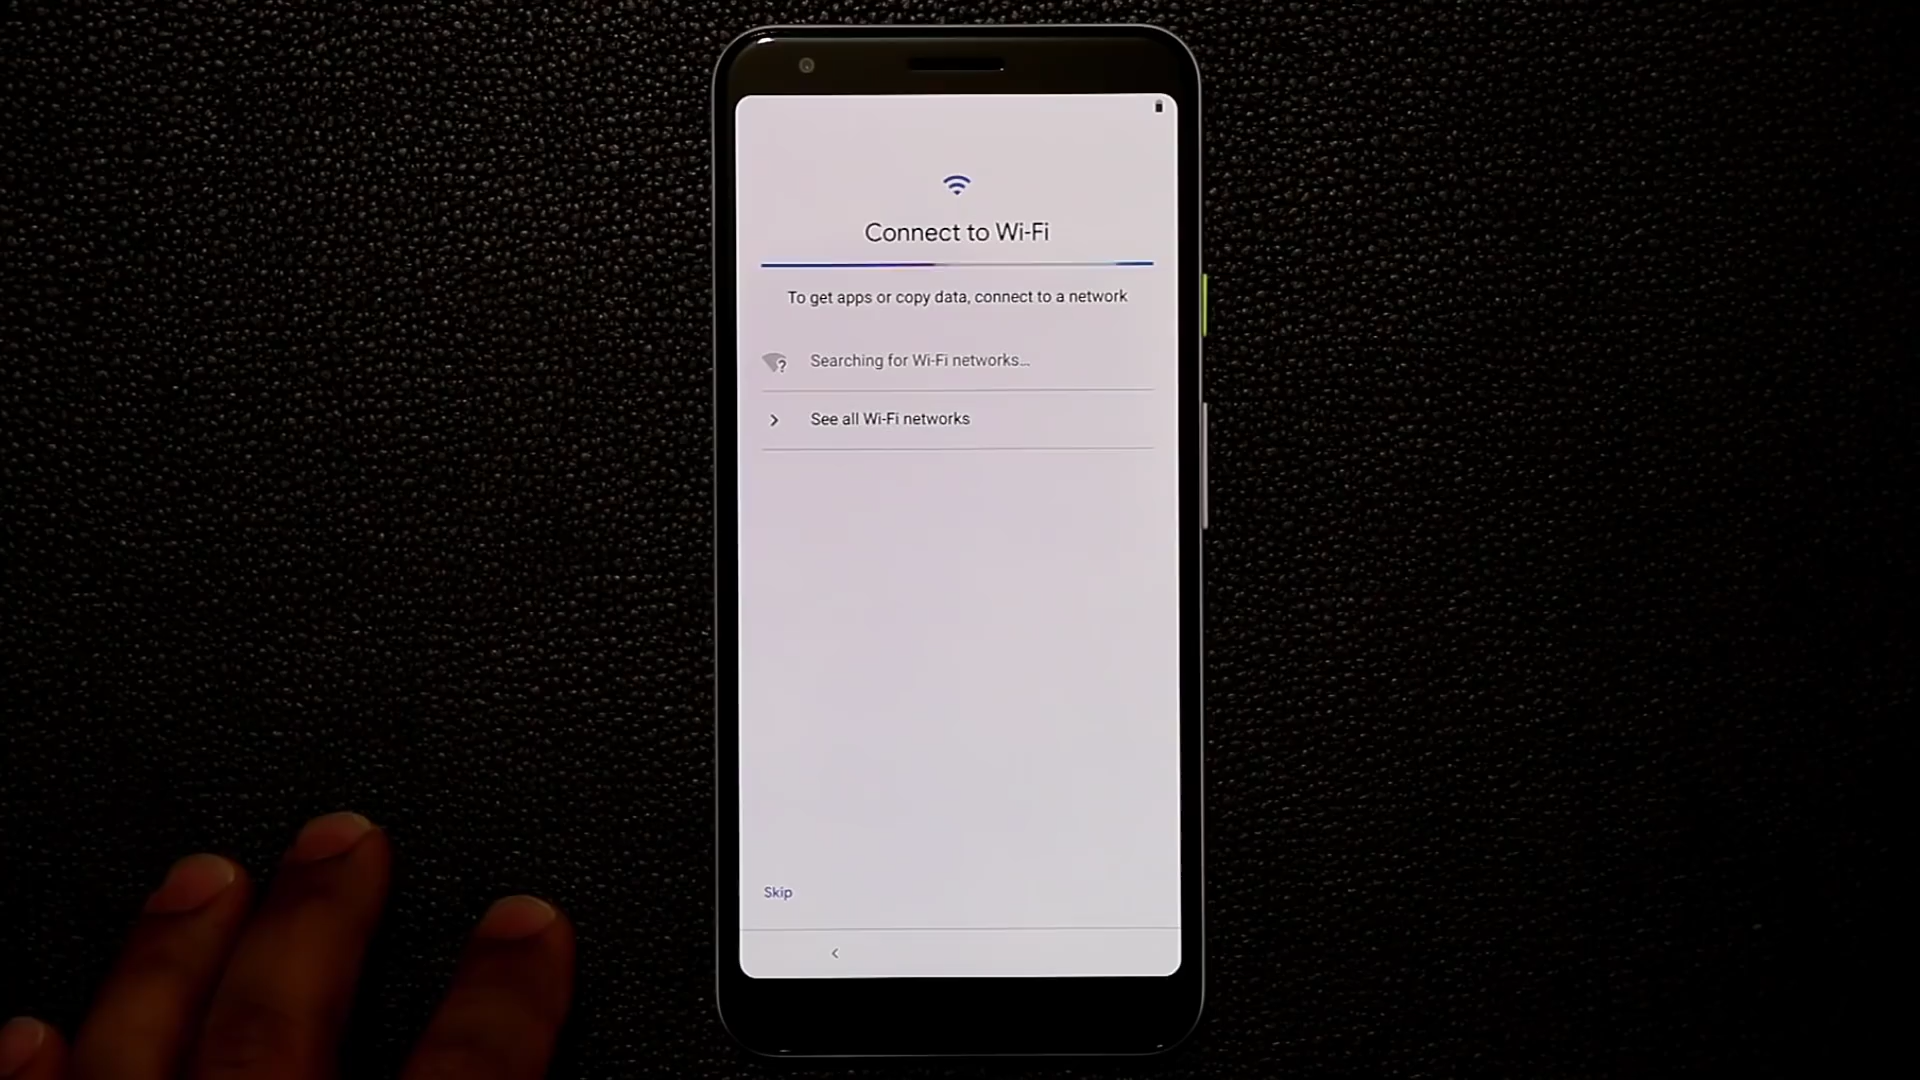 Connect to Wi-Fi
To get apps or copy data, connect to a network
Searching for Wi-Fi networks...
See all Wi-Fi networks
Skip